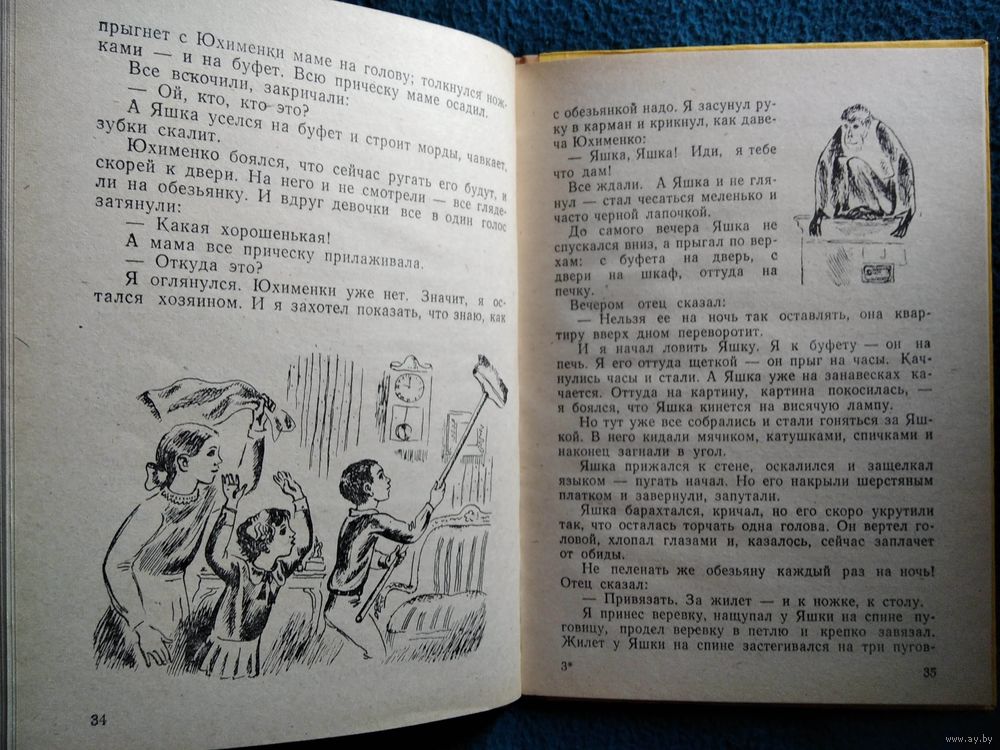 прыгнет с Юхименки маме на голову; толкнулся нож-
ками — и на буфет. Всю прическу маме осадил.
Все вскочили, закричали:
— Ой, кто, кто это?
А Яшка уселся на буфет и строит морды, чавкает,
зубки скалит.
Юхименко боялся, что сейчас ругать его будут, и
скорей к двери. На него и не смотрели — все гляде-
ли на обезьянку. И вдруг девочки все в один голос
затянули:
— Какая хорошенькая!
А мама все прическу прилаживала.
— Откуда это?
Я оглянулся. Юхименки уже нет. Значит, я ос-
тался хозяином. И я захотел показать, что знаю, как
34
с обезьянкой надо. Я засунул ру-
ку в карман и крикнул, как даве-
ча Юхименко:
— Яшка, Яшка! Иди, я тебе
что дам!
Все ждали. А Яшка и не гля-
нул — стал чесаться меленько и
часто черной лапочкой.
До самого вечера Яшка не
спускался вниз, а прыгал по вер-
хам: с буфета на дверь, с
двери на шкаф, оттуда на
печку.
Вечером отец сказал:
— Нельзя ее на ночь так оставлять, она квар-
тиру вверх дном переворотит.
И я начал ловить Яшку. Я к буфету — он на
печь. Я его оттуда щеткой — он прыг на часы. Кач-
нулись часы и стали. А Яшка уже на занавесках ка-
чается. Оттуда на картину, картина покосилась, —
я боялся, что Яшка кинется на висячую лампу.
Но тут уже все собрались и стали гоняться за Яш-
кой. В него кидали мячиком, катушками, спичками и
наконец загнали в угол.
Яшка прижался к стене, оскалился и защелкал
языком — пугать начал. Но его накрыли шерстяным
платком и завернули, запутали.
Яшка барахтался, кричал, но его скоро укрутили
так, что осталась торчать одна голова. Он вертел го-
ловой, хлопал глазами и, казалось, сейчас заплачет
от обиды.
Не пеленать же обезьяну каждый раз на ночь!
Отец сказал:
— Привязать. За жилет — и к ножке, к столу.
Я принес веревку, нащупал у Яшки на спине пу-
говицу, продел веревку в петлю и крепко завязал.
Жилет у Яшки на спине застегивался на три пугов-
3*
35
www.ay.by